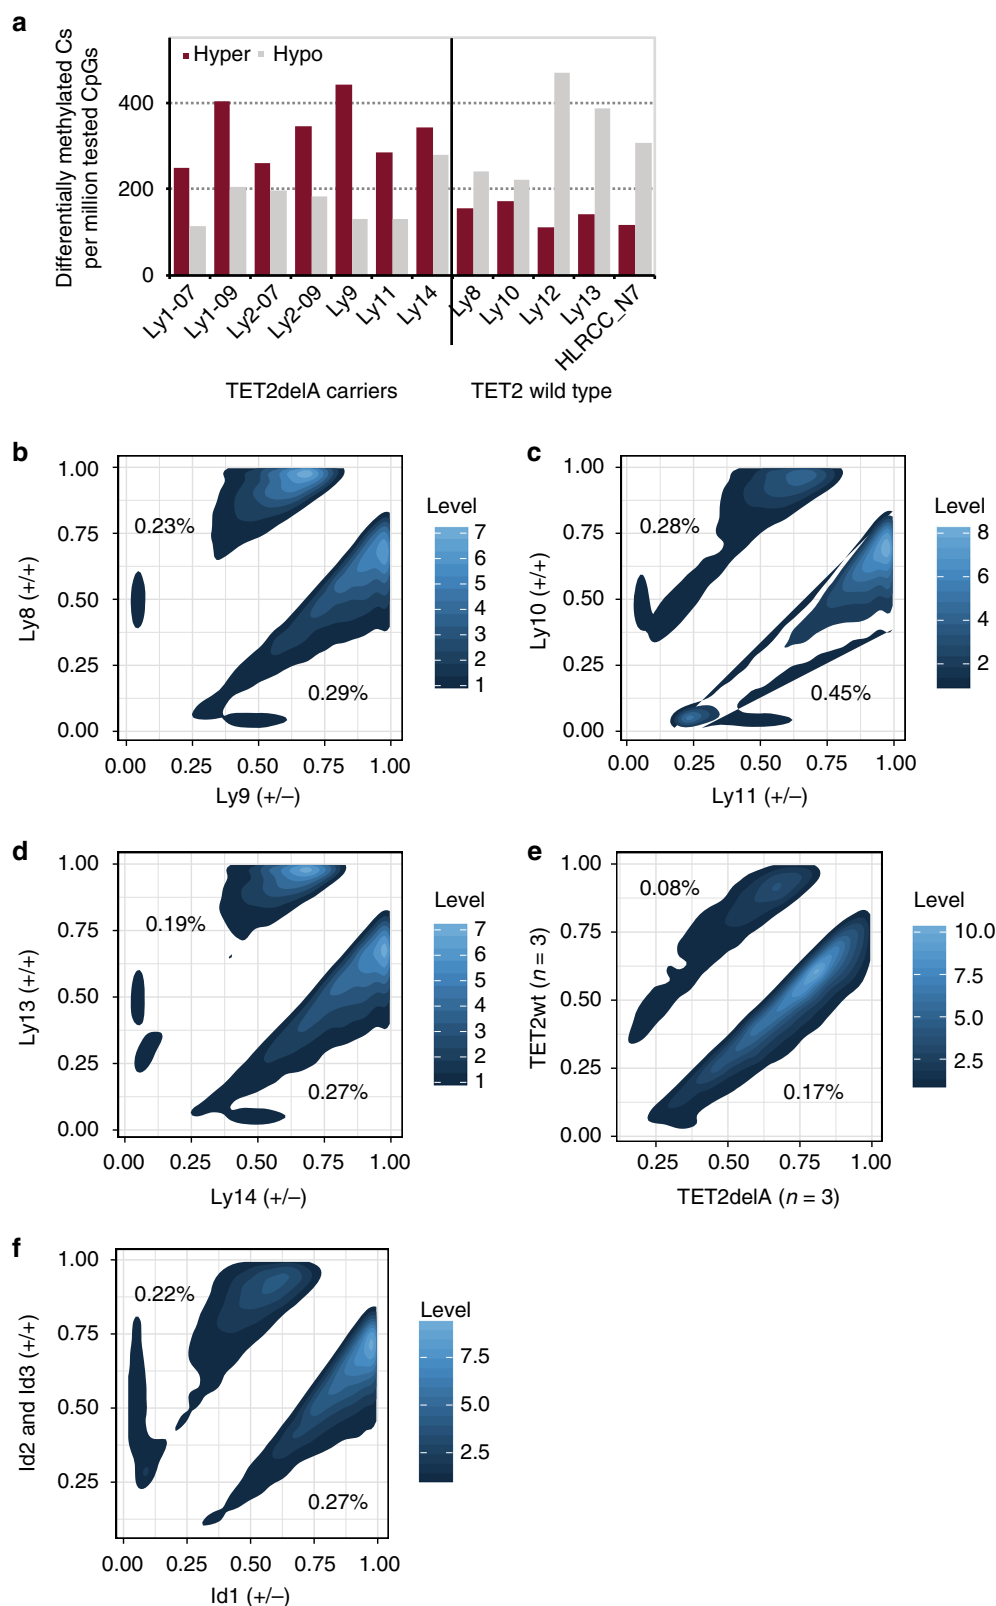 a
Differentially methylated Cs
per million tested CpGs
Hyper Hypo
400
200
0
Ly1-07 Ly1-09 Ly2-07 Ly2-09 Ly9 Ly11 Ly14 Ly8 Ly10 Ly12 Ly13 HLRCC_N7
TET2delA carriers TET2 wild type
b
Ly8 (+/+)
1.00
0.75
0.50
0.25
0.00
0.23%
0.29%
0.00 0.25 0.50 0.75 1.00
Ly9 (+/–)
Level
7
6
5
4
3
2
1
c
Ly10 (+/+)
1.00
0.75
0.50
0.25
0.00
0.28%
0.45%
0.00 0.25 0.50 0.75 1.00
Ly11 (+/–)
Level
8
6
4
2
d
Ly13 (+/+)
1.00
0.75
0.50
0.25
0.00
0.19%
0.27%
0.00 0.25 0.50 0.75 1.00
Ly14 (+/–)
Level
7
6
5
4
3
2
1
e
TET2wt (n = 3)
1.00
0.75
0.50
0.25
0.00
0.08%
0.17%
0.25 0.50 0.75 1.00
TET2delA (n = 3)
Level
10.0
7.5
5.0
2.5
f
Id2 and Id3 (+/+)
1.00
0.75
0.50
0.25
0.22%
0.27%
0.00 0.25 0.50 0.75 1.00
Id1 (+/–)
Level
7.5
5.0
2.5